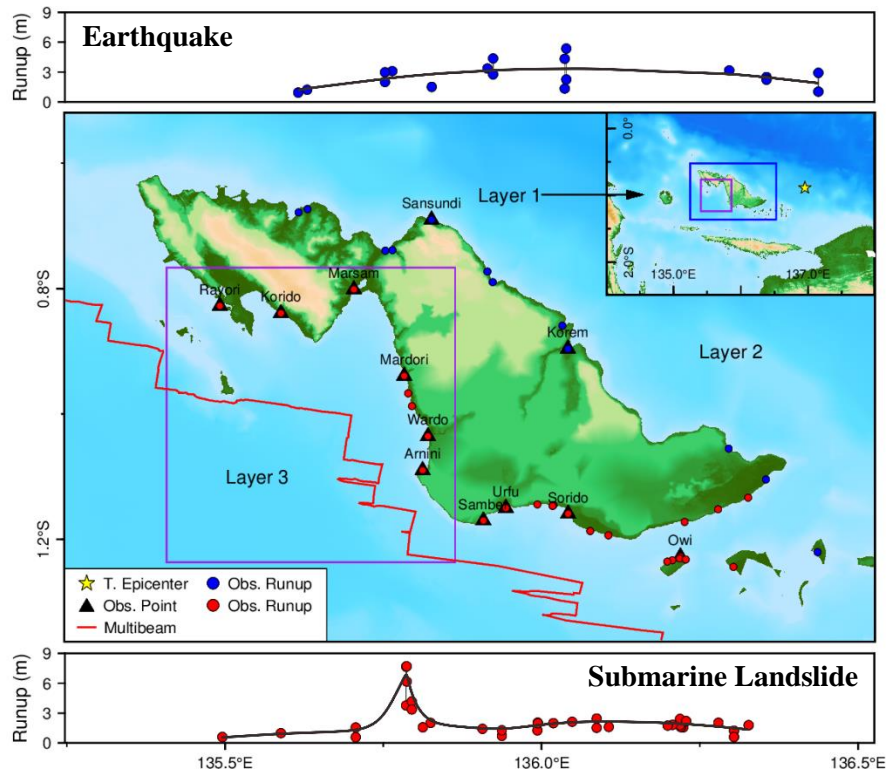 Earthquake
Runup (m)
9
6
3
0
Layer 1
0.0°
2.0°S
135.0°E
137.0°E
Sansundi
0.8°S
Rayori
Korido
Marsam
Korem
Layer 2
Mardori
Wardo
Arnini
Layer 3
Urfu
Sorido
1.2°S
Owi
T. Epicenter
Obs. Runup
Obs. Point
Obs. Runup
Multibeam
Submarine Landslide
Runup (m)
9
6
3
0
135.5°E
136.0°E
136.5°E